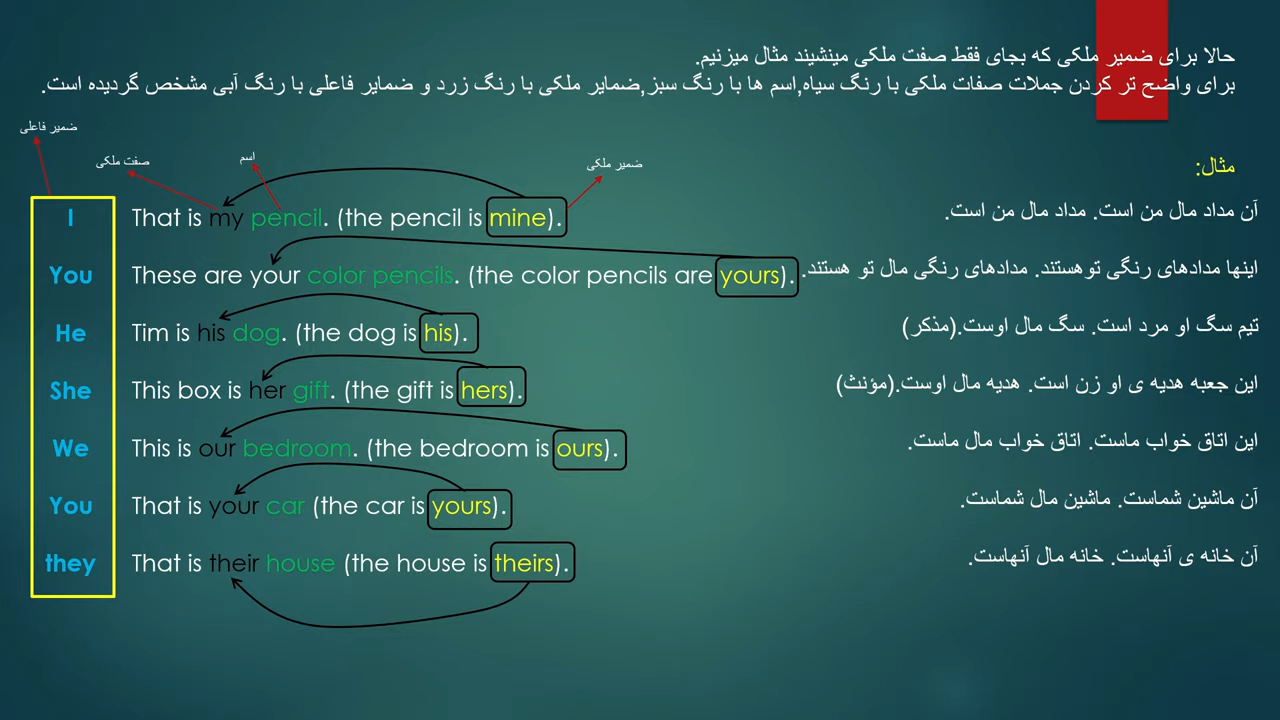 حالا برای ضمیر ملکی که بجای فقط صفت ملکی مینشیند مثال میزنیم.
برای واضح تر کردن جملات صفات ملکی با رنگ سیاه,اسم ها با رنگ سبز,ضمایر ملکی با رنگ زرد و ضمایر فاعلی با رنگ آبی مشخص گردیده است.
ضمیر فاعلی
صفت ملکی
اسم
ضمیر ملکی
مثال:
I That is my pencil. (the pencil is mine). آن مداد مال من است. مداد مال من است.
You These are your color pencils. (the color pencils are yours). اینها مدادهای رنگی توهستند. مدادهای رنگی مال تو هستند.
He Tim is his dog. (the dog is his). تیم سگ او مرد است. سگ مال اوست.(مذکر)
She This box is her gift. (the gift is hers). این جعبه هدیه ی او زن است. هدیه مال اوست.(مؤنث)
We This is our bedroom. (the bedroom is ours). این اتاق خواب ماست. اتاق خواب مال ماست.
You That is your car (the car is yours). آن ماشین شماست. ماشین مال شماست.
they That is their house (the house is theirs). آن خانه ی آنهاست. خانه مال آنهاست.